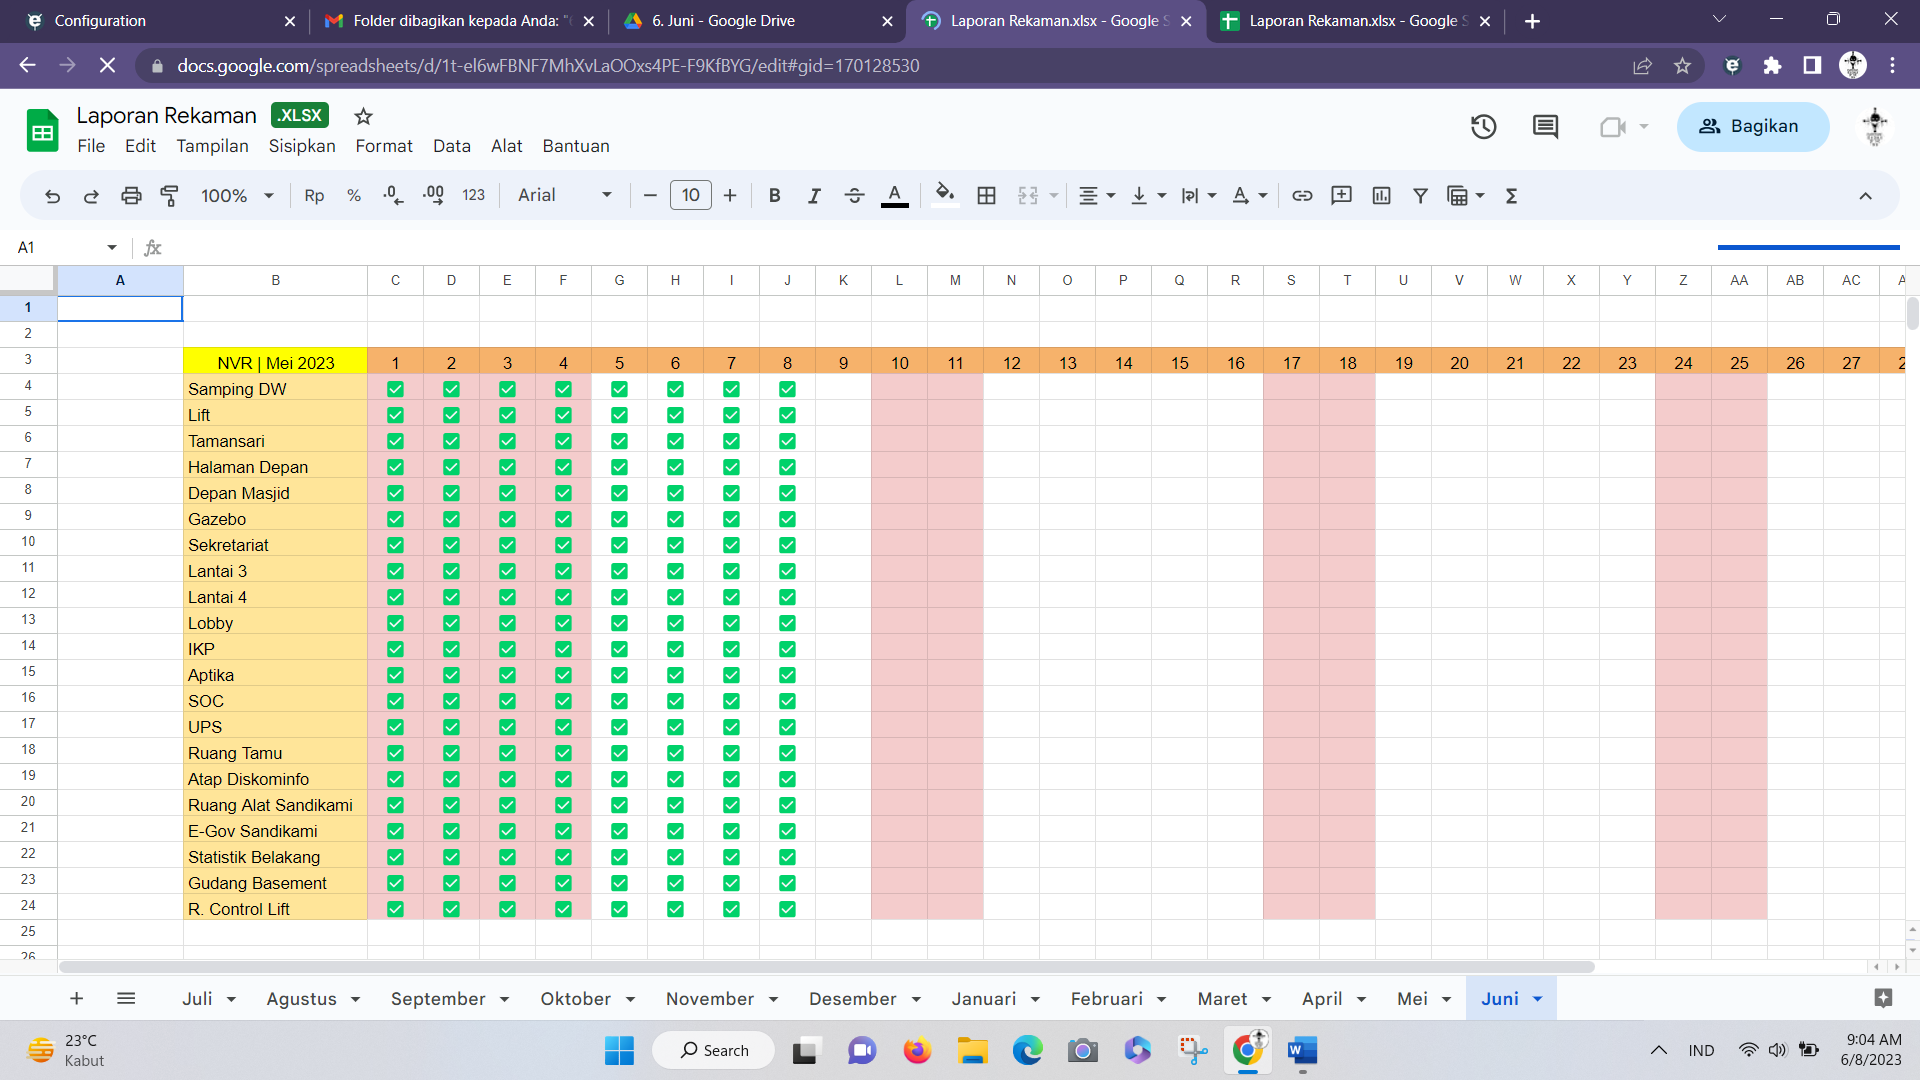 Configuration
Folder dibagikan kepada Anda: "
6. Juni - Google Drive
Laporan Rekaman.xlsx - Google S
Laporan Rekaman.xlsx - Google S
docs.google.com/spreadsheets/d/1t-el6wFBNF7MhXvLaOOxs4PE-F9KfBYG/edit#gid=170128530
Laporan Rekaman .XLSX
File Edit Tampilan Sisipkan Format Data Alat Bantuan
Bagikan
100% Rp % .0 .00 123 Arial 10 B I A Σ
A1 fx
A B C D E F G H I J K L M N O P Q R S T U V W X Y Z AA AB AC A
1
2
3 NVR | Mei 2023 1 2 3 4 5 6 7 8 9 10 11 12 13 14 15 16 17 18 19 20 21 22 23 24 25 26 27 2
4 Samping DW
5 Lift
6 Tamansari
7 Halaman Depan
8 Depan Masjid
9 Gazebo
10 Sekretariat
11 Lantai 3
12 Lantai 4
13 Lobby
14 IKP
15 Aptika
16 SOC
17 UPS
18 Ruang Tamu
19 Atap Diskominfo
20 Ruang Alat Sandikami
21 E-Gov Sandikami
22 Statistik Belakang
23 Gudang Basement
24 R. Control Lift
25
26
Juli Agustus September Oktober November Desember Januari Februari Maret April Mei Juni
23°C
Kabut
Search
IND
9:04 AM
6/8/2023